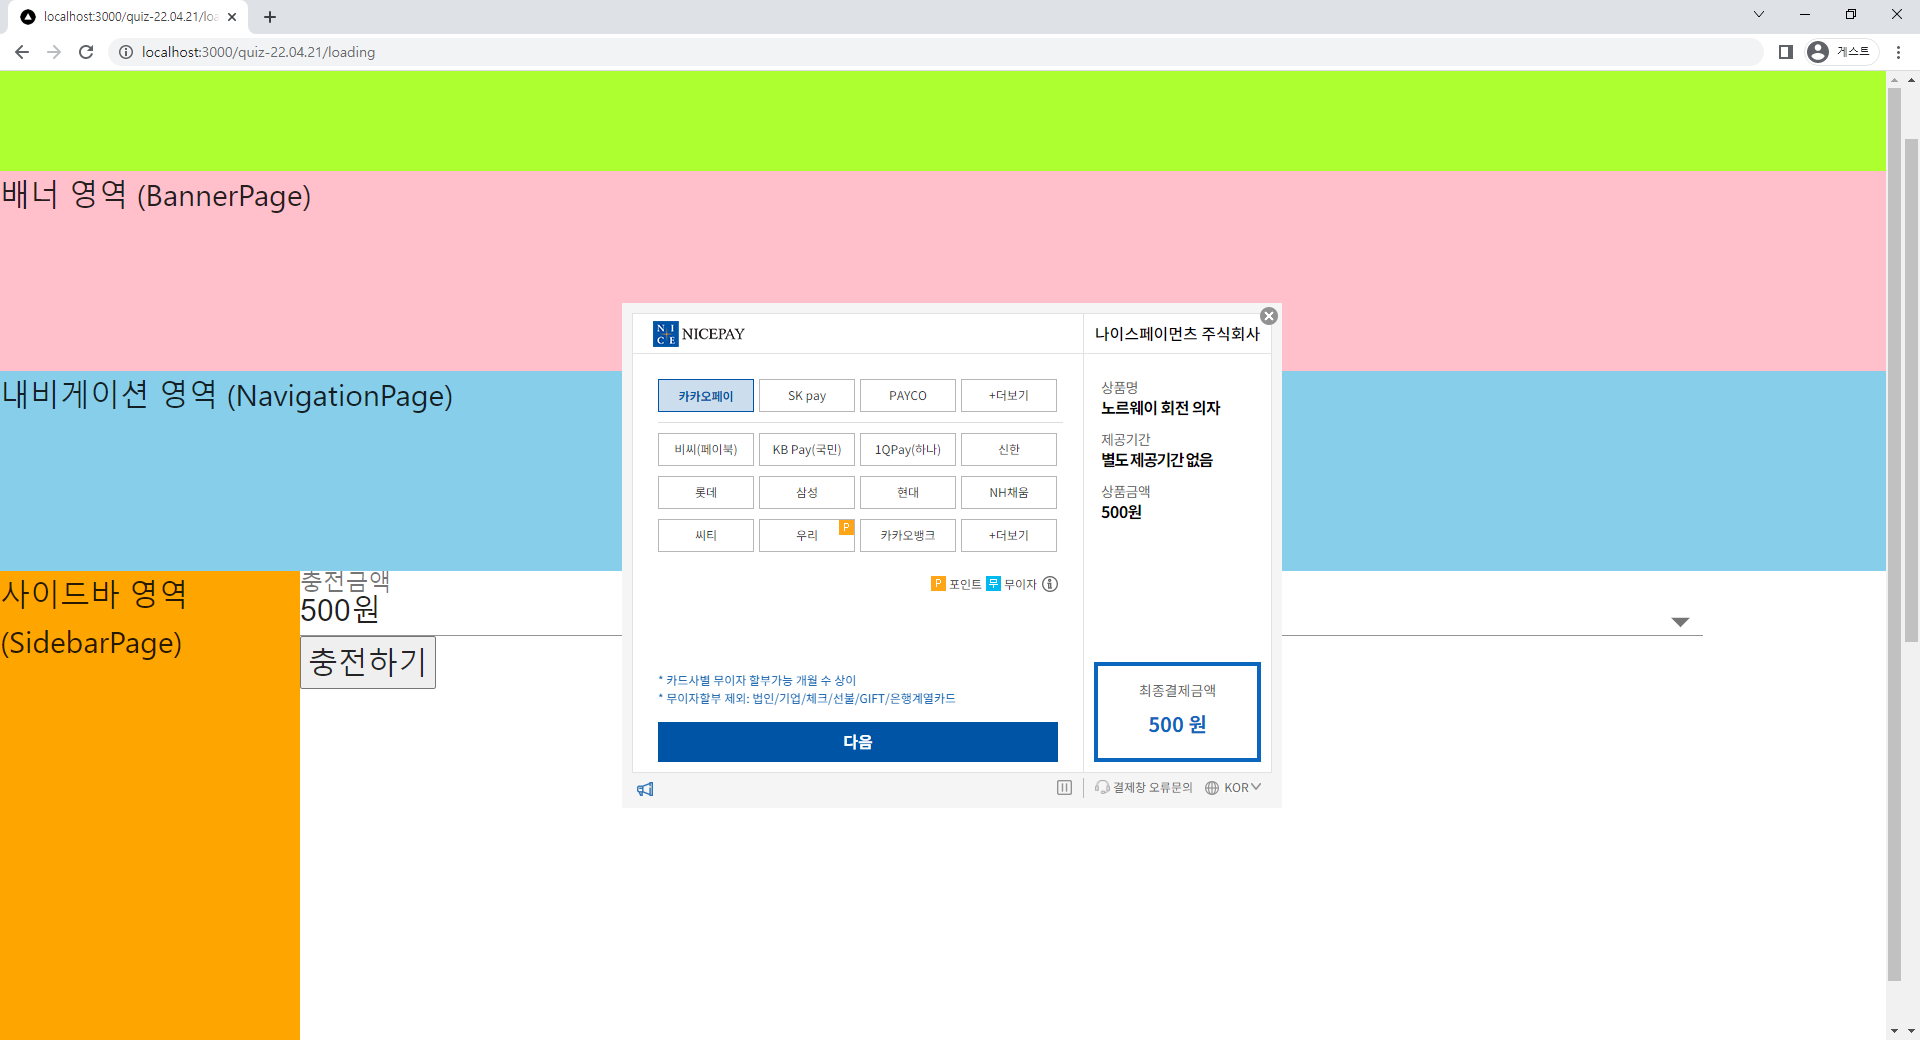 localhost:3000/quiz-22.04.21/loa
localhost:3000/quiz-22.04.21/loading
게스트
배너 영역 (BannerPage)
내비게이션 영역 (NavigationPage)
사이드바 영역
(SidebarPage)
충전금액
500원
충전하기
NICE NICEPAY
나이스페이먼츠 주식회사
카카오페이 SK pay PAYCO +더보기
비씨(페이북) KB Pay(국민) 1QPay(하나) 신한
롯데 삼성 현대 NH채움
씨티 우리 P 카카오뱅크 +더보기
P 포인트 무 무이자
* 카드사별 무이자 할부가능 개월 수 상이
* 무이자할부 제외: 법인/기업/체크/선불/GIFT/은행계열카드
다음
상품명
노르웨이 회전 의자
제공기간
별도 제공기간 없음
상품금액
500원
최종결제금액
500 원
결제창 오류문의 KOR